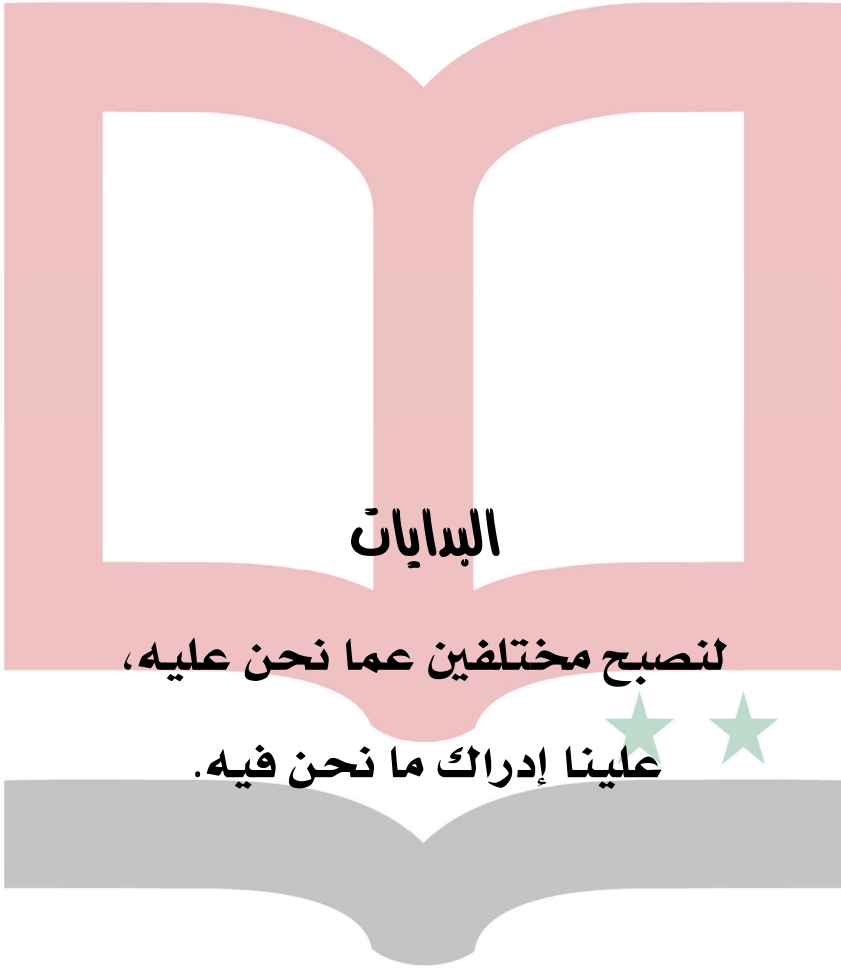 البدايات
لنصبح مختلفين عما نحن عليه،
علينا إدراك ما نحن فيه.